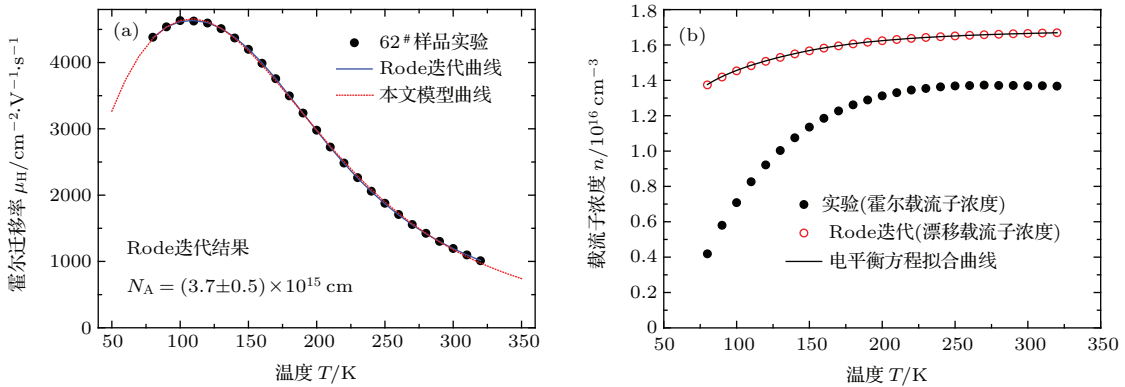 (a)
62#样品实验
Rode迭代曲线
本文模型曲线
Rode迭代结果
N_A = (3.7±0.5)×10^15 cm
霍尔迁移率 μ_H/cm^−2·V^−1·s^−1
4000
3000
2000
1000
0
50 100 150 200 250 300 350
温度 T/K
(b)
实验(霍尔载流子浓度)
Rode迭代(漂移载流子浓度)
电平衡方程拟合曲线
载流子浓度 n/10^16 cm^−3
1.8
1.6
1.4
1.2
1.0
0.8
0.6
0.4
0.2
0
50 100 150 200 250 300 350
温度 T/K